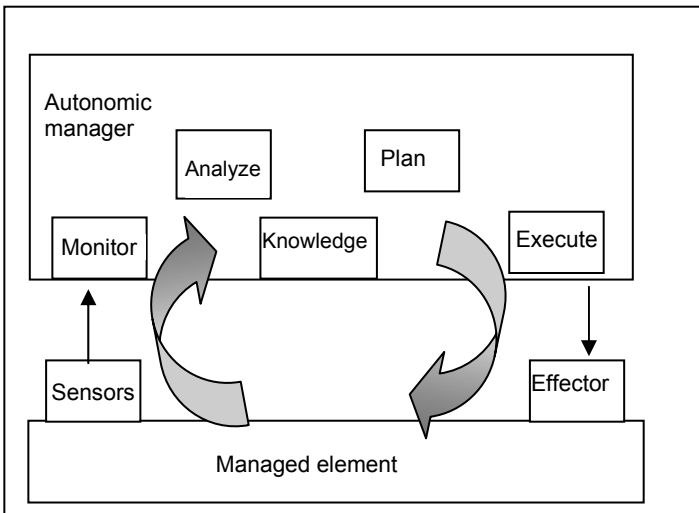 Autonomic
manager
Analyze
Plan
Monitor
Knowledge
Execute
Sensors
Effector
Managed element